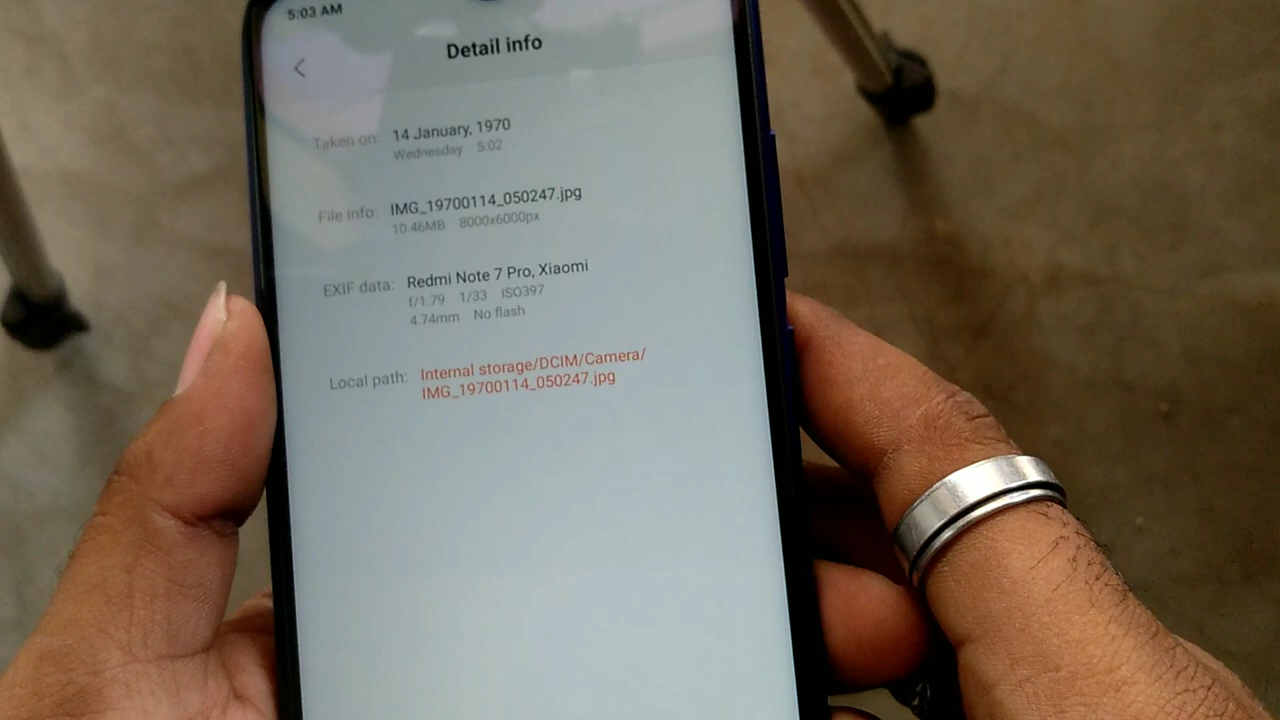 5:03 AM
Detail info
Taken on: 14 January, 1970
Wednesday 5:02
File info: IMG_19700114_050247.jpg
10.46MB 8000x6000px
EXIF data: Redmi Note 7 Pro, Xiaomi
f/1.79 1/33 ISO397
4.74mm No flash
Local path: Internal storage/DCIM/Camera/
IMG_19700114_050247.jpg